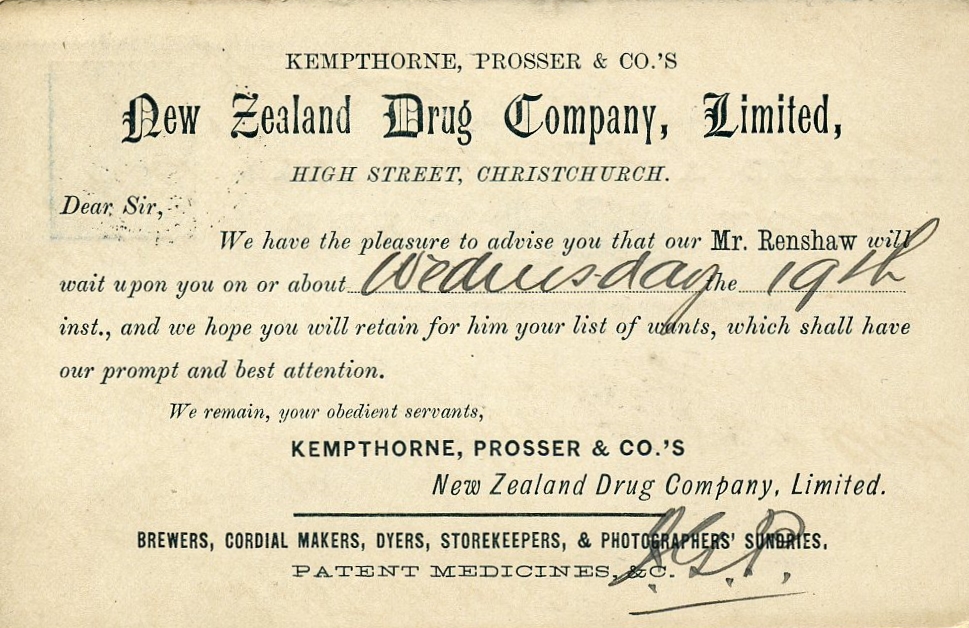 KEMPTHORNE, PROSSER & CO.'S
New Zealand Drug Company, Limited,
HIGH STREET, CHRISTCHURCH.
Dear Sir,
We have the pleasure to advise you that our Mr. Renshaw will
wait upon you on or about Wednesday the 19th
inst., and we hope you will retain for him your list of wants, which shall have
our prompt and best attention.
We remain, your obedient servants,
KEMPTHORNE, PROSSER & CO.'S
New Zealand Drug Company, Limited.
BREWERS, CORDIAL MAKERS, DYERS, STOREKEEPERS, & PHOTOGRAPHERS' SUNDRIES,
PATENT MEDICINES, &C.